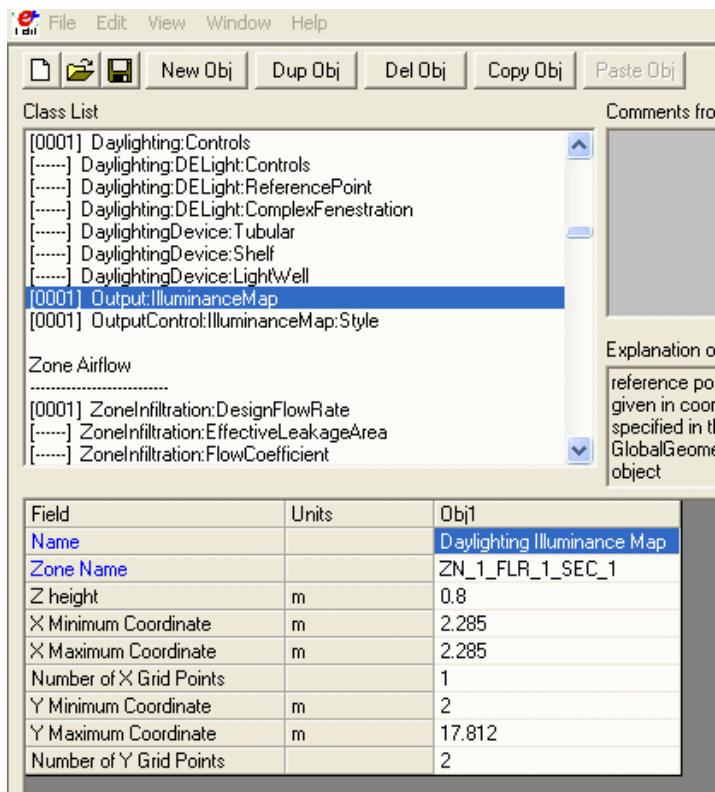 File Edit View Window Help
New Obj Dup Obj Del Obj Copy Obj Paste Obj
Class List
Comments fro
[0001] Daylighting:Controls
[------] Daylighting:DELight:Controls
[------] Daylighting:DELight:ReferencePoint
[------] Daylighting:DELight:ComplexFenestration
[------] DaylightingDevice:Tubular
[------] DaylightingDevice:Shelf
[------] DaylightingDevice:LightWell
[0001] Output:IlluminanceMap
[0001] OutputControl:IlluminanceMap:Style
Zone Airflow
---------------------------
[0001] ZoneInfiltration:DesignFlowRate
[------] ZoneInfiltration:EffectiveLeakageArea
[------] ZoneInfiltration:FlowCoefficient
Explanation o
reference po
given in coor
specified in th
GlobalGeome
object
Field Units Obj1
Name Daylighting Illuminance Map
Zone Name ZN_1_FLR_1_SEC_1
Z height m 0.8
X Minimum Coordinate m 2.285
X Maximum Coordinate m 2.285
Number of X Grid Points 1
Y Minimum Coordinate m 2
Y Maximum Coordinate m 17.812
Number of Y Grid Points 2